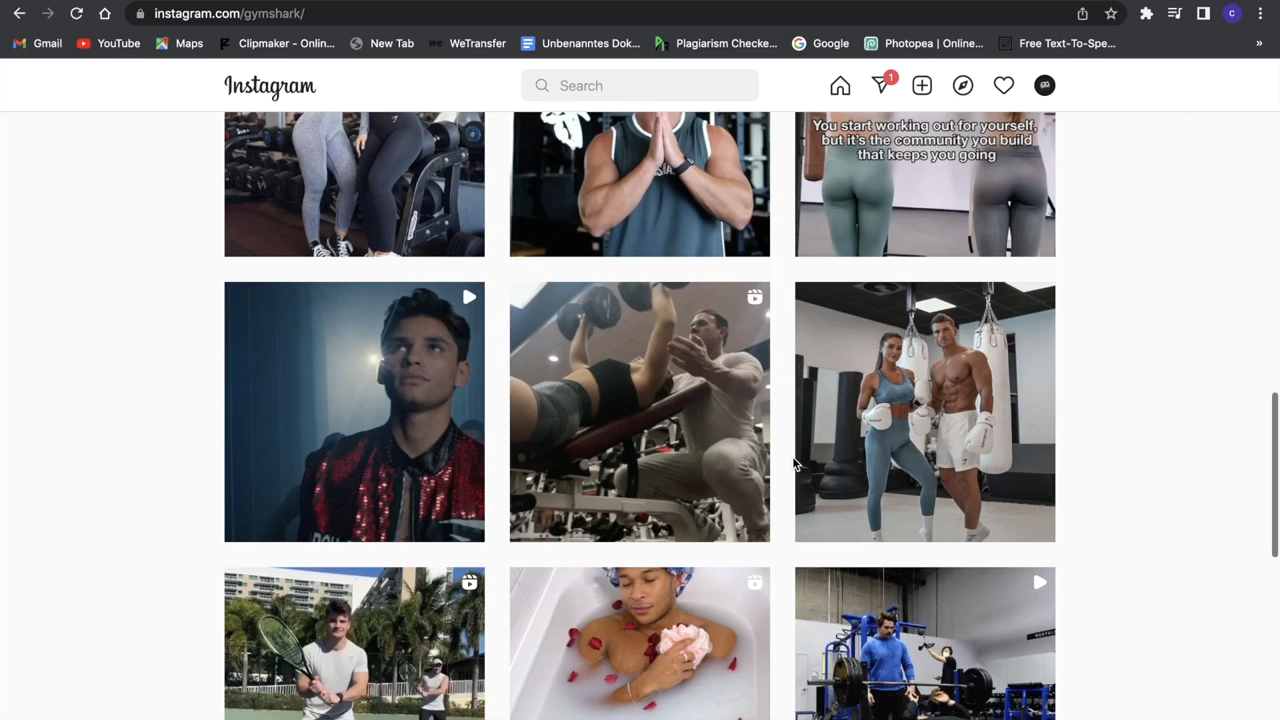 instagram.com/gymshark/
C
Gmail
YouTube
Maps
Clipmaker - Onlin...
New Tab
WeTransfer
Unbenanntes Dok...
Plagiarism Checke...
Google
Photopea | Online...
Free Text-To-Spe...
»
Instagram
Search
1
You start working out for yourself,
but it's the community you build
that keeps you going